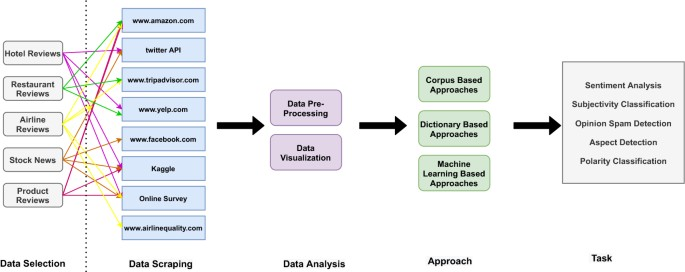 Hotel Reviews
Restaurant
Reviews
Airline
Reviews
Stock News
Product
Reviews
Data Selection
www.amazon.com
twitter API
www.tripadvisor.com
www.yelp.com
www.facebook.com
Kaggle
Online Survey
www.airlinequality.com
Data Scraping
Data Pre-
Processing
Data
Visualization
Data Analysis
Corpus Based
Approaches
Dictionary Based
Approaches
Machine
Learning Based
Approaches
Approach
Sentiment Analysis
Subjectivity Classification
Opinion Spam Detection
Aspect Detection
Polarity Classification
Task